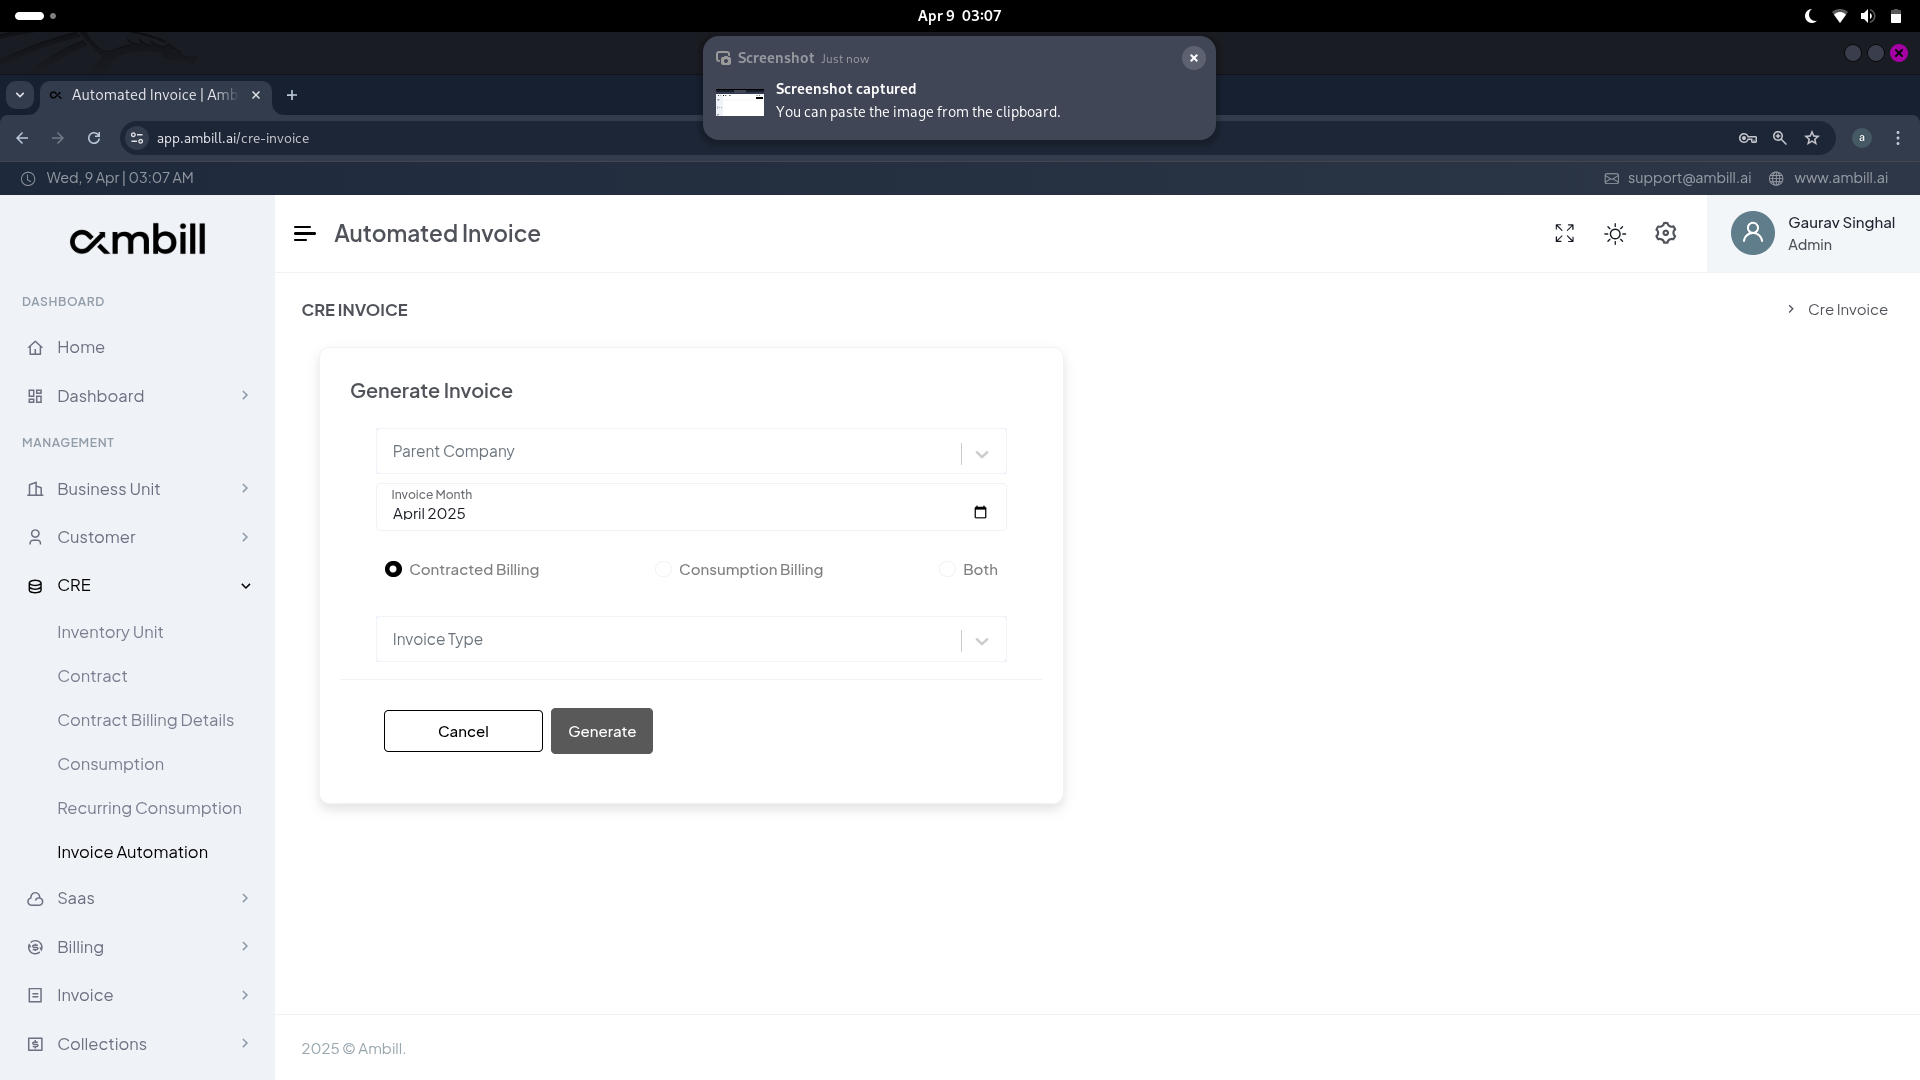 Apr 9 03:07
Screenshot Just now
Screenshot captured
You can paste the image from the clipboard.
Automated Invoice | Amb
app.ambill.ai/cre-invoice
a
Wed, 9 Apr | 03:07 AM
support@ambill.ai
www.ambill.ai
ambill
Automated Invoice
Gaurav Singhal
Admin
DASHBOARD
Home
Dashboard
MANAGEMENT
Business Unit
Customer
CRE
Inventory Unit
Contract
Contract Billing Details
Consumption
Recurring Consumption
Invoice Automation
Saas
Billing
Invoice
Collections
CRE INVOICE
Cre Invoice
Generate Invoice
Parent Company
Invoice Month
April 2025
Contracted Billing
Consumption Billing
Both
Invoice Type
Cancel
Generate
2025 © Ambill.